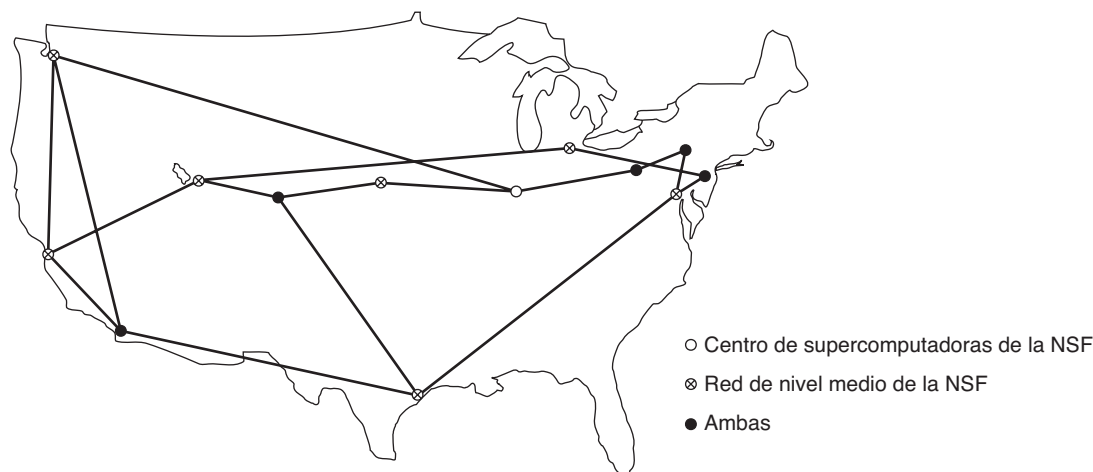 Centro de supercomputadoras de la NSF
Red de nivel medio de la NSF
Ambas